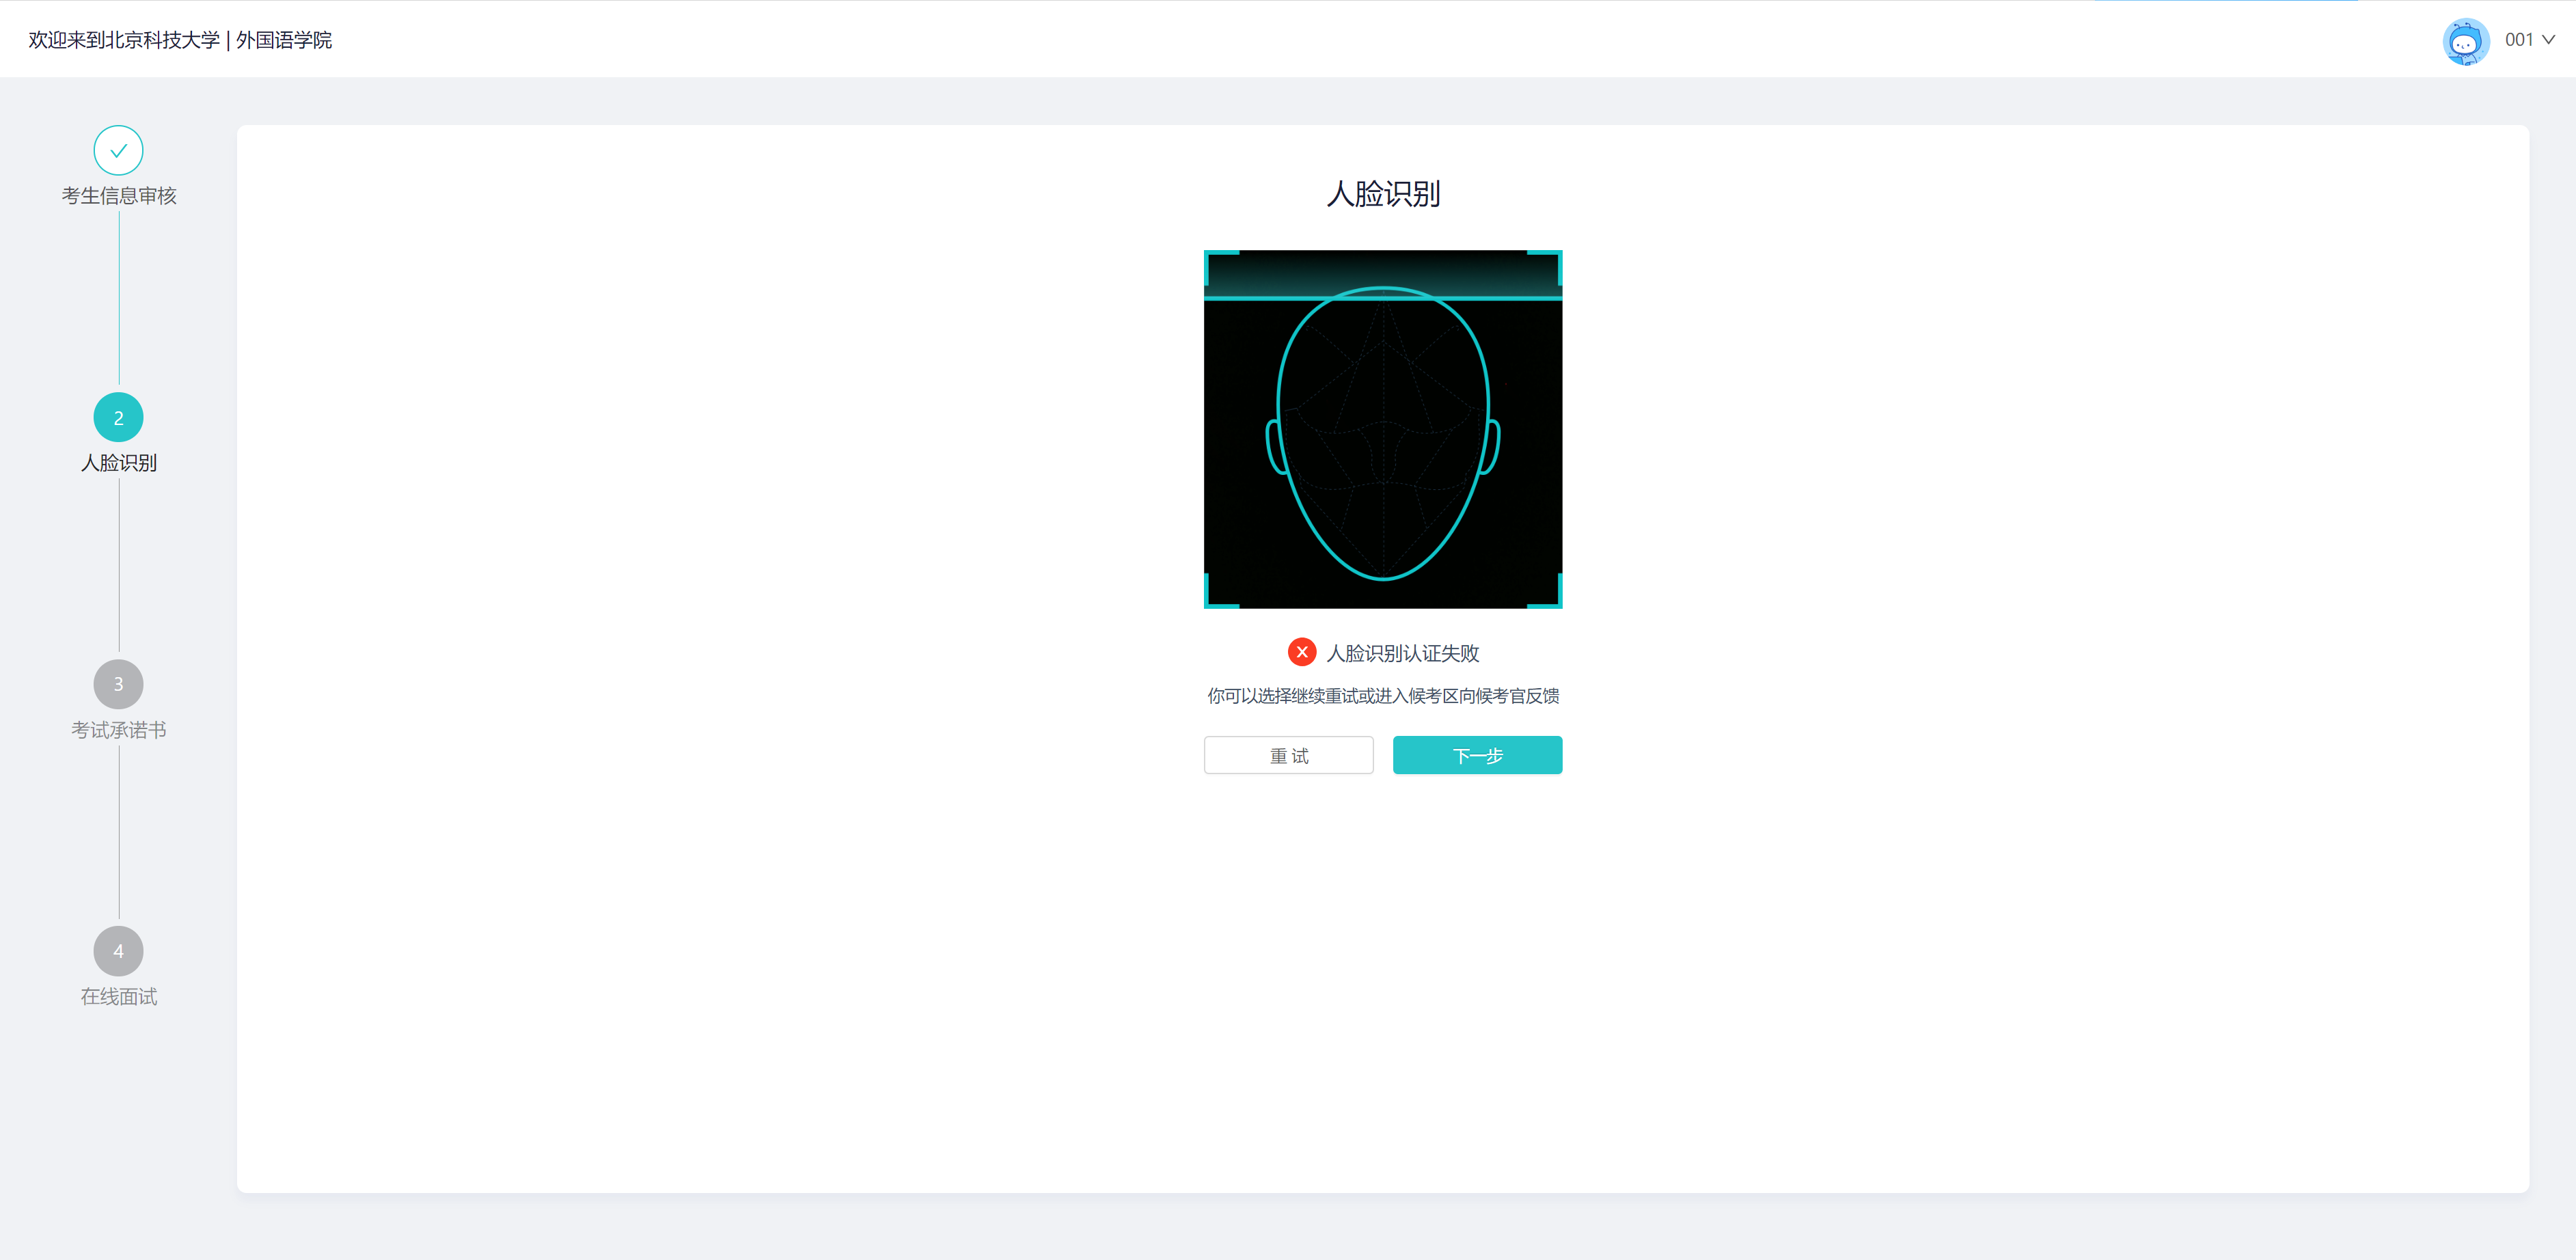 欢迎来到北京科技大学 | 外国语学院
001
考生信息审核
2
人脸识别
3
考试承诺书
4
在线面试
人脸识别
人脸识别认证失败
你可以选择继续重试或进入候考区向候考官反馈
重 试
下一步